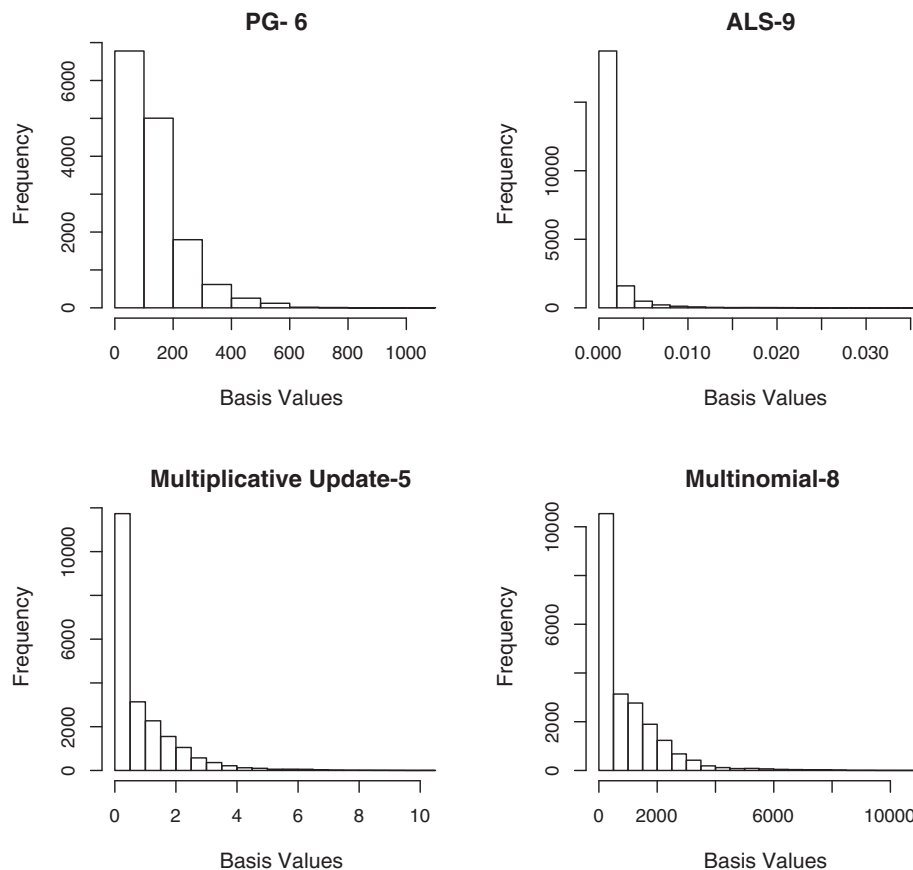 PG- 6
Frequency
0
2000
4000
6000
0 200 400 600 800 1000
Basis Values
ALS-9
Frequency
0
5000
10000
0.000 0.010 0.020 0.030
Basis Values
Multiplicative Update-5
Frequency
0
2000
6000
10000
0 2 4 6 8 10
Basis Values
Multinomial-8
Frequency
0
2000
6000
10000
0 2000 6000 10000
Basis Values